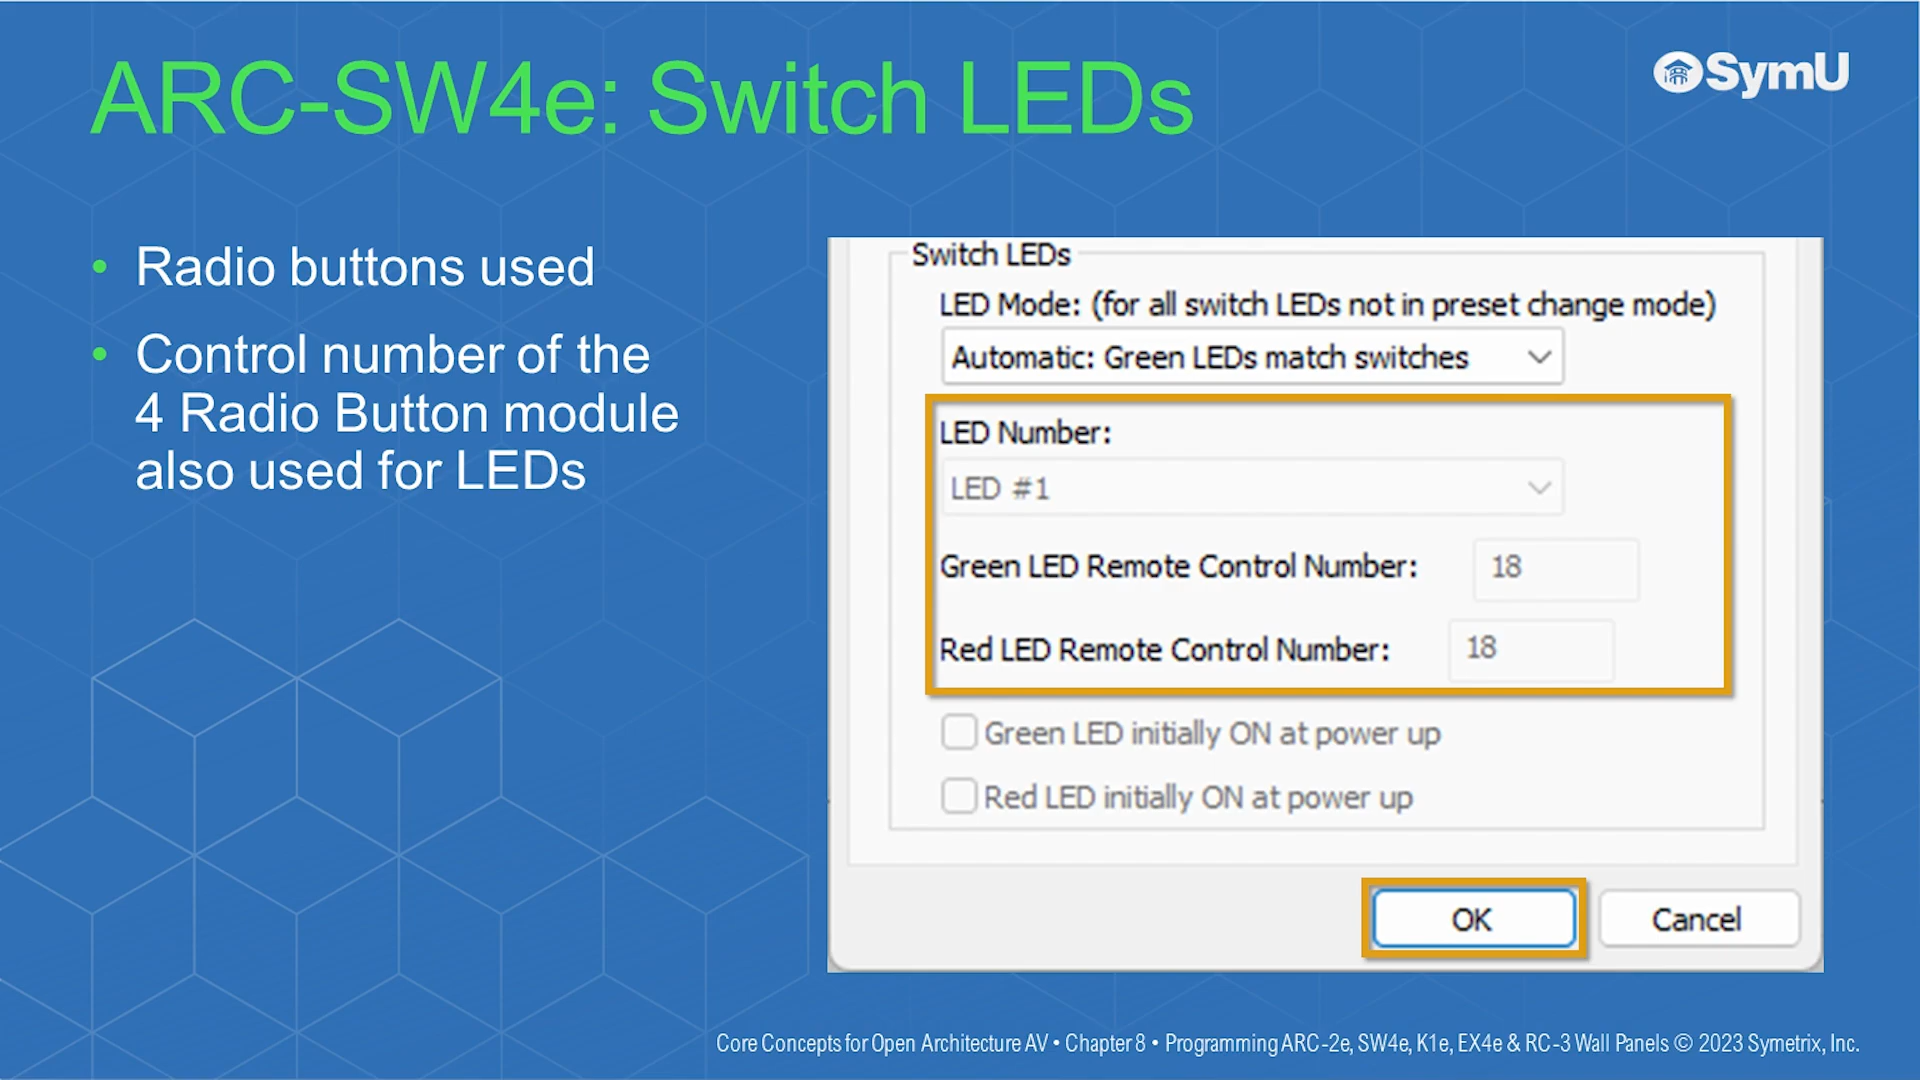 ARC-SW4e: Switch LEDs
SymU
• Radio buttons used
• Control number of the
4 Radio Button module
also used for LEDs
Switch LEDs
LED Mode: (for all switch LEDs not in preset change mode)
Automatic: Green LEDs match switches
LED Number:
LED #1
Green LED Remote Control Number: 18
Red LED Remote Control Number: 18
Green LED initially ON at power up
Red LED initially ON at power up
OK Cancel
Core Concepts for Open Architecture AV • Chapter 8 • Programming ARC-2e, SW4e, K1e, EX4e & RC-3 Wall Panels © 2023 Symetrix, Inc.